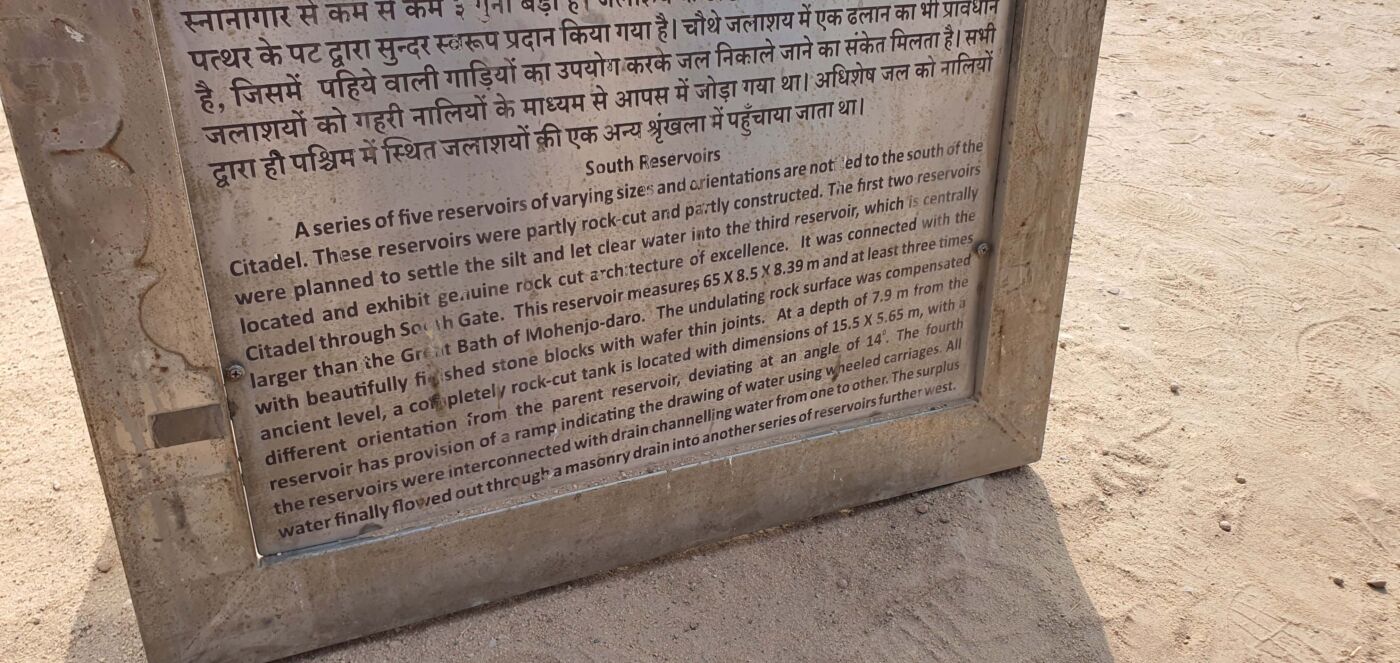 स्नानागार से कम से कम ३ गुना बड़ा है।
पत्थर के पट द्वारा सुन्दर स्वरूप प्रदान किया गया है। चौथे जलाशय में एक ढलान का भी प्रावधान
है, जिसमें पहिये वाली गाड़ियों का उपयोग करके जल निकाले जाने का संकेत मिलता है। सभी
जलाशयों को गहरी नालियों के माध्यम से आपस में जोड़ा गया था। अधिशेष जल को नालियों
द्वारा ही पश्चिम में स्थित जलाशयों की एक अन्य श्रृंखला में पहुँचाया जाता था।
South Reservoirs
A series of five reservoirs of varying sizes and orientations are noticed to the south of the
Citadel. These reservoirs were partly rock-cut and partly constructed. The first two reservoirs
were planned to settle the silt and let clear water into the third reservoir, which is centrally
located and exhibit genuine rock cut architecture of excellence. It was connected with the
Citadel through South Gate. This reservoir measures 65 X 8.5 X 8.39 m and at least three times
larger than the Great Bath of Mohenjo-daro. The undulating rock surface was compensated
with beautifully finished stone blocks with wafer thin joints. At a depth of 7.9 m from the
ancient level, a completely rock-cut tank is located with dimensions of 15.5 X 5.65 m, with a
different orientation from the parent reservoir, deviating at an angle of 14°. The fourth
reservoir has provision of a ramp indicating the drawing of water using wheeled carriages. All
the reservoirs were interconnected with drain channelling water from one to other. The surplus
water finally flowed out through a masonry drain into another series of reservoirs further west.